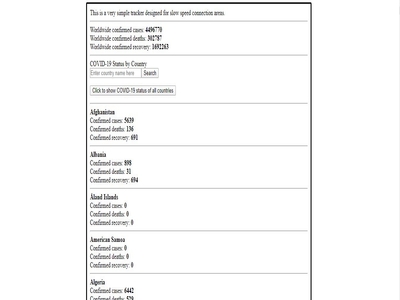 This is a very simple tracker designed for slow speed connection areas.
Worldwide confirmed cases: 4496770
Worldwide confirmed deaths: 302787
Worldwide confirmed recovery: 1692263
COVID-19 Status by Country
Enter country name here Search
Click to show COVID-19 status of all countries
Afghanistan
Confirmed cases: 5639
Confirmed deaths: 136
Confirmed recovery: 691
Albania
Confirmed cases: 898
Confirmed deaths: 31
Confirmed recovery: 694
Åland Islands
Confirmed cases: 0
Confirmed deaths: 0
Confirmed recovery: 0
American Samoa
Confirmed cases: 0
Confirmed deaths: 0
Confirmed recovery: 0
Algeria
Confirmed cases: 6442
Confirmed deaths: 529